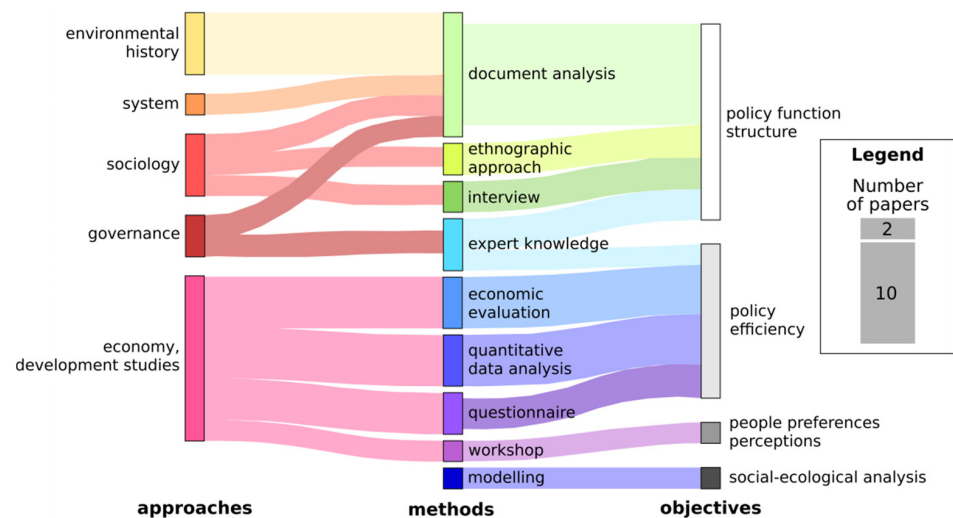 environmental
history
system
sociology
governance
economy,
development studies
document analysis
ethnographic
approach
interview
expert knowledge
economic
evaluation
quantitative
data analysis
questionnaire
workshop
modelling
policy function
structure
policy
efficiency
people preferences
perceptions
social-ecological analysis
Legend
Number
of papers
2
10
approaches
methods
objectives